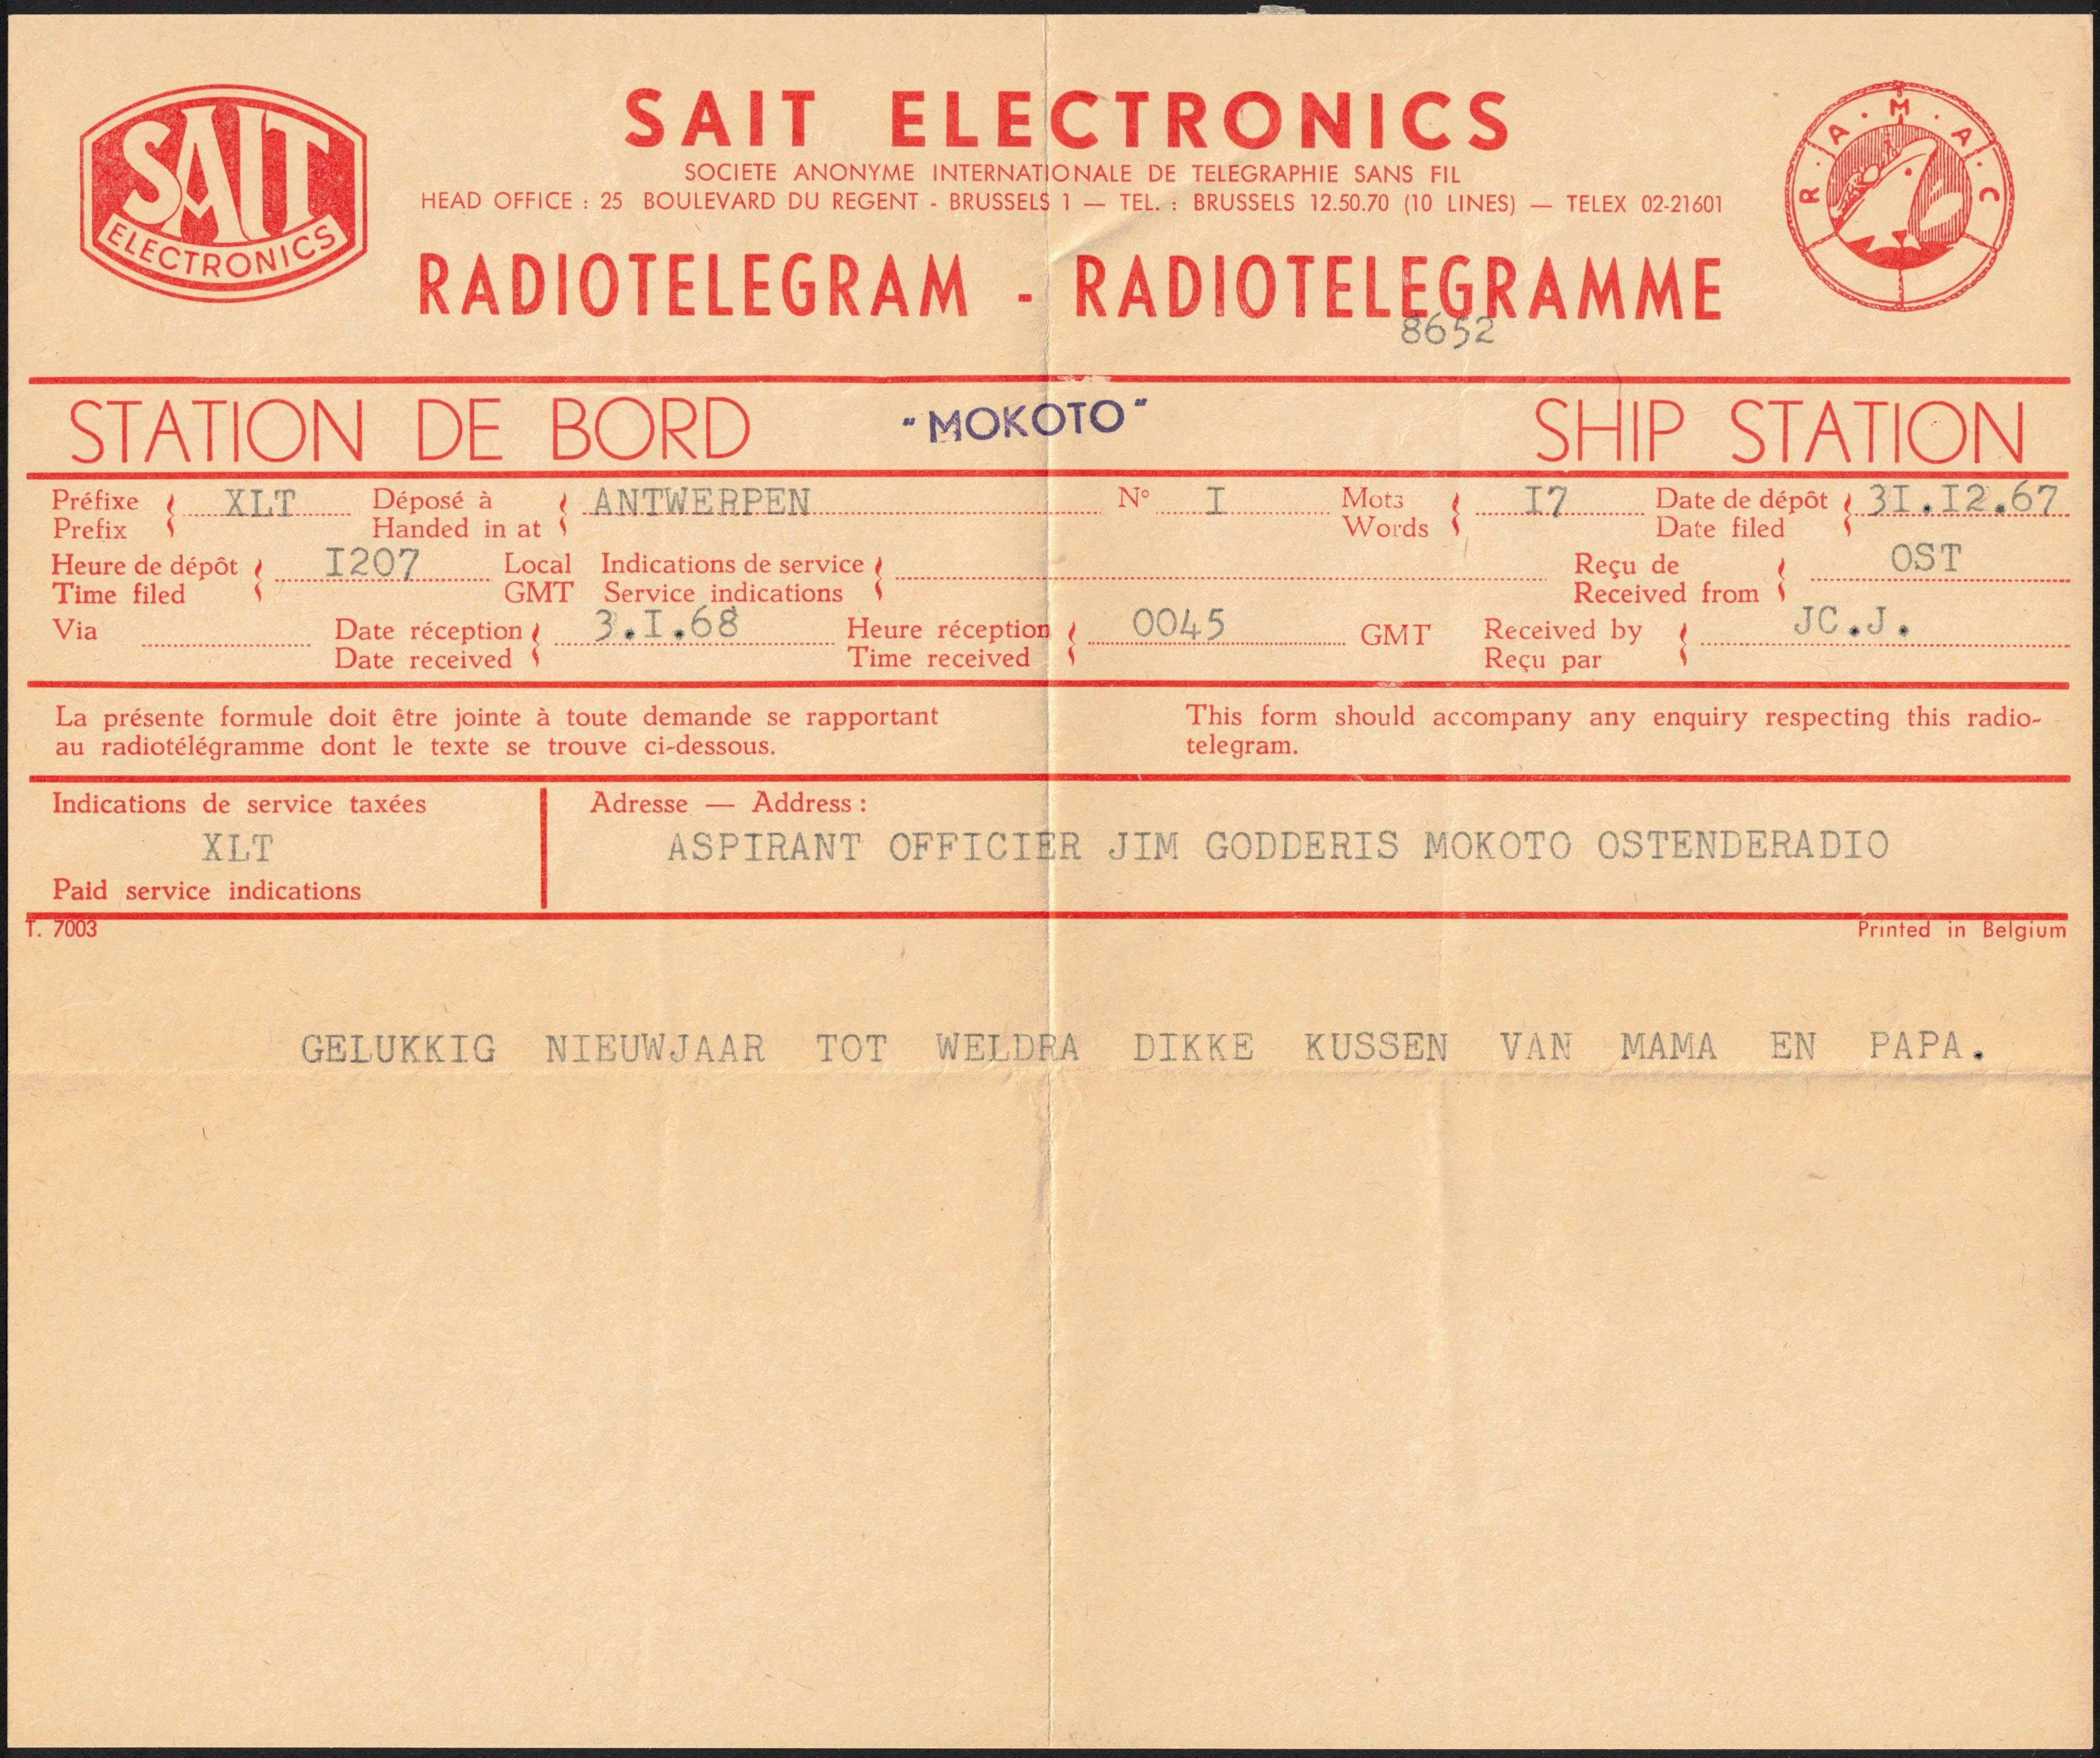 SAIT
ELECTRONICS
SAIT ELECTRONICS
SOCIETE ANONYME INTERNATIONALE DE TELEGRAPHIE SANS FIL
HEAD OFFICE : 25 BOULEVARD DU REGENT - BRUSSELS 1 — TEL. : BRUSSELS 12.50.70 (10 LINES) — TELEX 02-21601
R · A · M · A · C
RADIOTELEGRAM - RADIOTELEGRAMME
8652
STATION DE BORD "MOKOTO" SHIP STATION
Préfixe XLT Déposé à ANTWERPEN N° I Mots I7 Date de dépôt 3I.I2.67
Prefix Handed in at Words Date filed
Heure de dépôt I207 Local Indications de service Reçu de OST
Time filed GMT Service indications Received from
Via Date réception 3.I.68 Heure réception 0045 GMT Received by JC.J.
Date received Time received Reçu par
La présente formule doit être jointe à toute demande se rapportant
au radiotélégramme dont le texte se trouve ci-dessous.
This form should accompany any enquiry respecting this radio-
telegram.
Indications de service taxées
XLT
Paid service indications
Adresse — Address :
ASPIRANT OFFICIER JIM GODDERIS MOKOTO OSTENDERADIO
T. 7003 Printed in Belgium
GELUKKIG NIEUWJAAR TOT WELDRA DIKKE KUSSEN VAN MAMA EN PAPA.